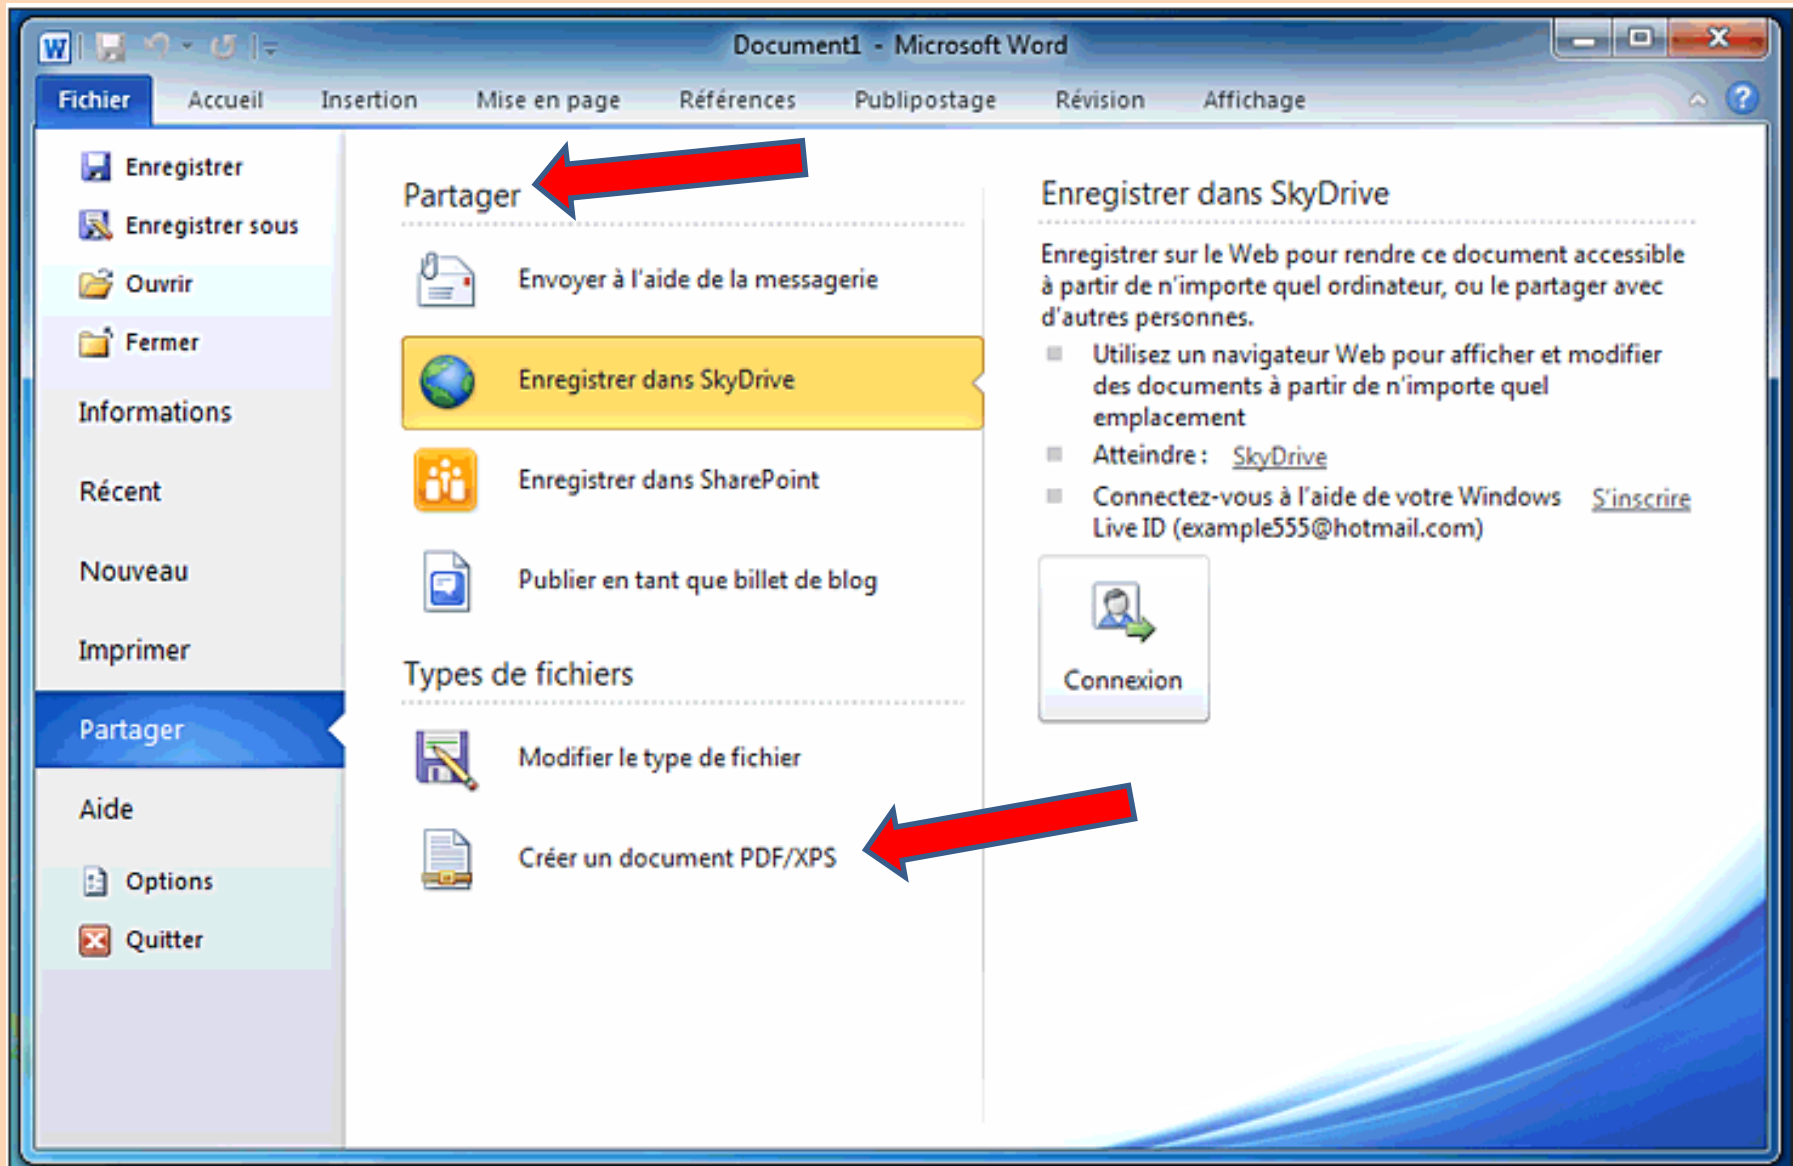 Document1 - Microsoft Word
Fichier Accueil Insertion Mise en page Références Publipostage Révision Affichage
Enregistrer
Enregistrer sous
Ouvrir
Fermer
Informations
Récent
Nouveau
Imprimer
Partager
Aide
Options
Quitter
Partager
Envoyer à l'aide de la messagerie
Enregistrer dans SkyDrive
Enregistrer dans SharePoint
Publier en tant que billet de blog
Types de fichiers
Modifier le type de fichier
Créer un document PDF/XPS
Enregistrer dans SkyDrive
Enregistrer sur le Web pour rendre ce document accessible
à partir de n'importe quel ordinateur, ou le partager avec
d'autres personnes.
Utilisez un navigateur Web pour afficher et modifier
des documents à partir de n'importe quel
emplacement
Atteindre : SkyDrive
Connectez-vous à l'aide de votre Windows S'inscrire
Live ID (example555@hotmail.com)
Connexion